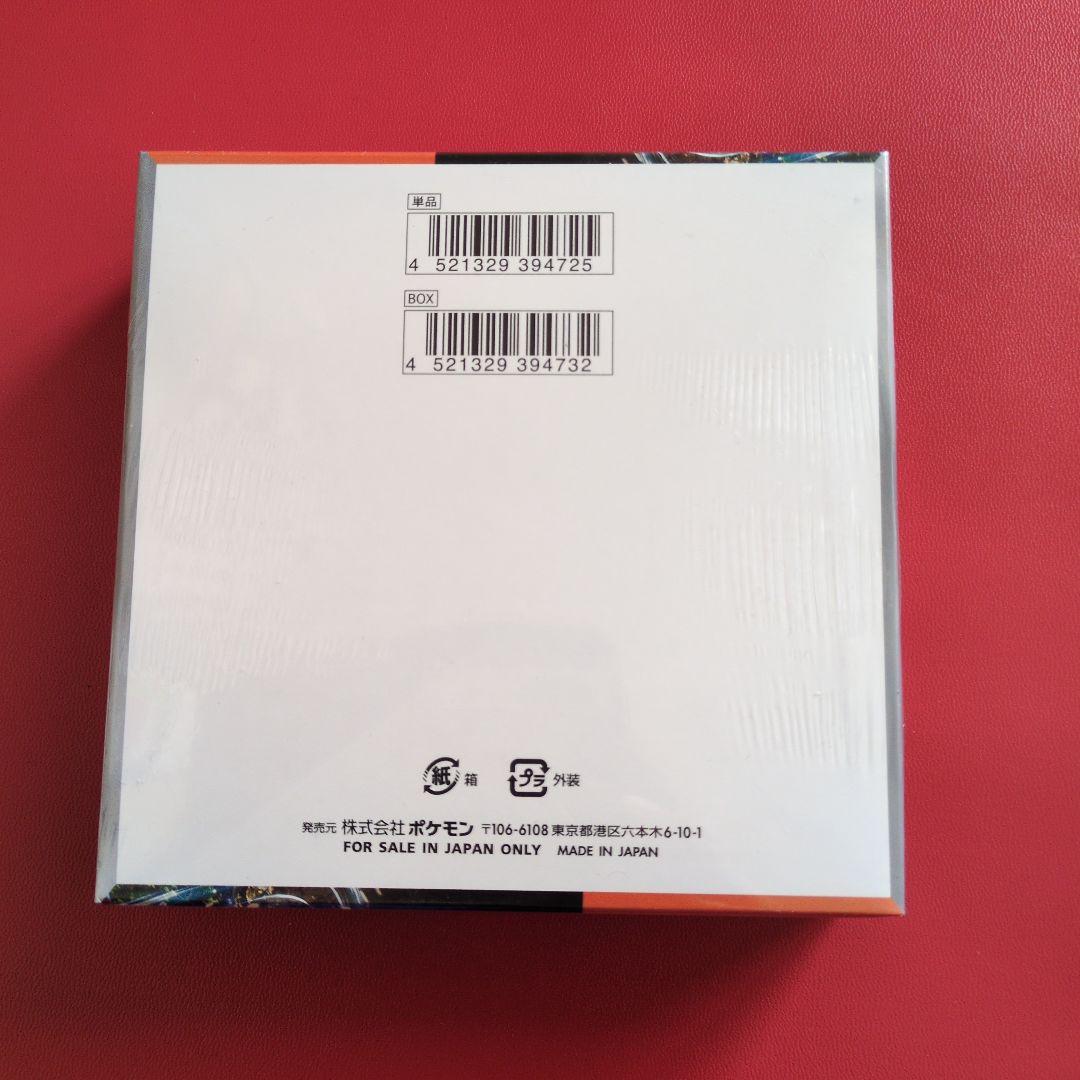 単品
4 521329 394725
BOX
4 521329 394732
紙 箱 プラ 外装
発売元 株式会社ポケモン 〒106-6108 東京都港区六本木6-10-1
FOR SALE IN JAPAN ONLY MADE IN JAPAN